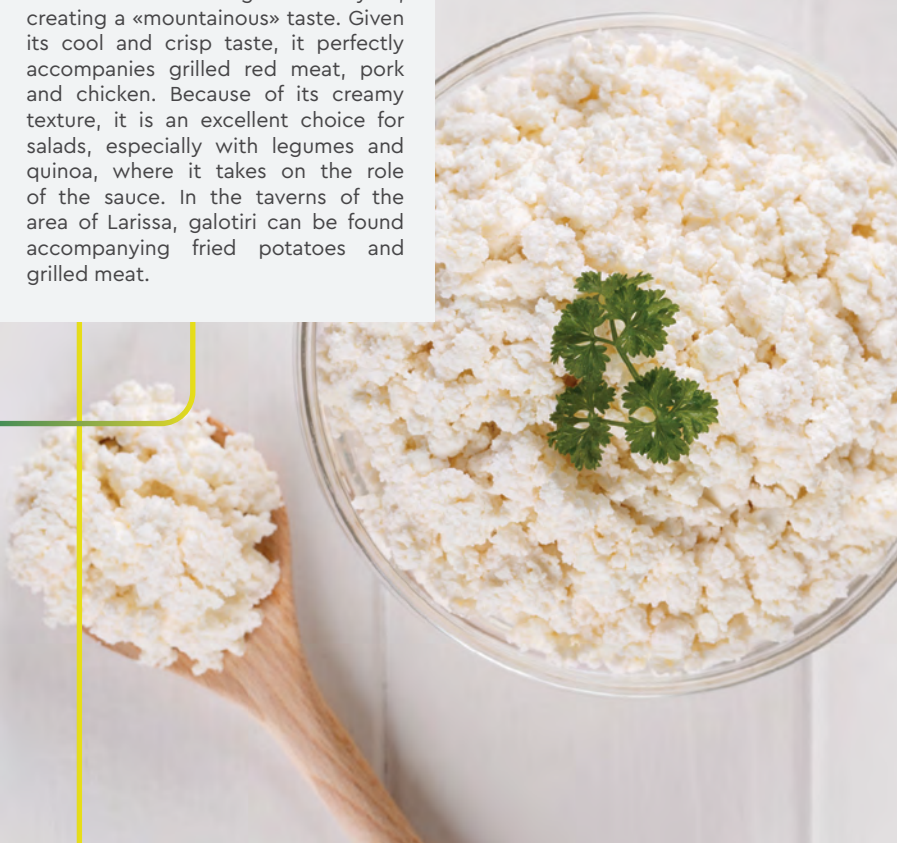 creating a «mountainous» taste. Given
its cool and crisp taste, it perfectly
accompanies grilled red meat, pork
and chicken. Because of its creamy
texture, it is an excellent choice for
salads, especially with legumes and
quinoa, where it takes on the role
of the sauce. In the taverns of the
area of Larissa, galotiri can be found
accompanying fried potatoes and
grilled meat.